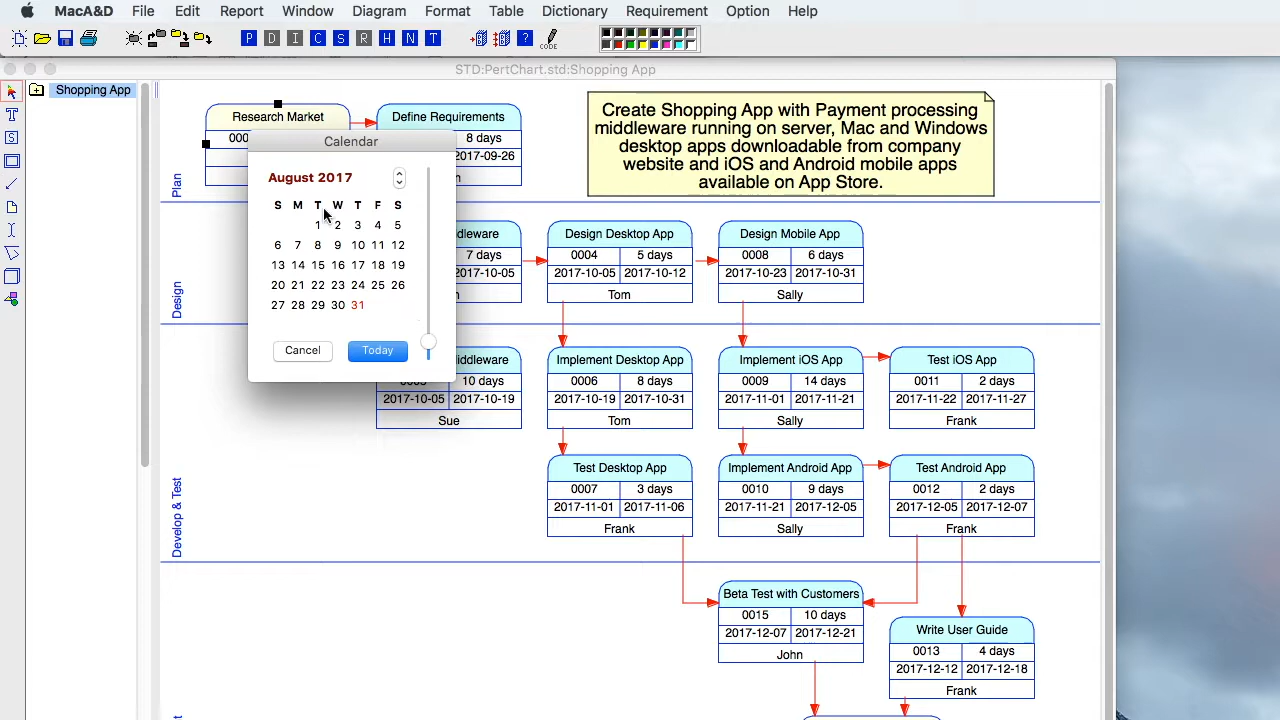 MacA&D File Edit Report Window Diagram Format Table Dictionary Requirement Option Help
P D I C S R H N T ? CODE
STD:PertChart.std:Shopping App
Shopping App
Plan
Research Market
000
Define Requirements
8 days
2017-09-26
Create Shopping App with Payment processing
middleware running on server, Mac and Windows
desktop apps downloadable from company
website and iOS and Android mobile apps
available on App Store.
Calendar
August 2017
S M T W T F S
1 2 3 4 5
6 7 8 9 10 11 12
13 14 15 16 17 18 19
20 21 22 23 24 25 26
27 28 29 30 31
Cancel Today
Design
7 days
2017-10-05
Design Desktop App
0004 5 days
2017-10-05 2017-10-12
Tom
Design Mobile App
0008 6 days
2017-10-23 2017-10-31
Sally
Develop & Test
10 days
2017-10-05 2017-10-19
Sue
Implement Desktop App
0006 8 days
2017-10-19 2017-10-31
Tom
Implement iOS App
0009 14 days
2017-11-01 2017-11-21
Sally
Test iOS App
0011 2 days
2017-11-22 2017-11-27
Frank
Test Desktop App
0007 3 days
2017-11-01 2017-11-06
Frank
Implement Android App
0010 9 days
2017-11-21 2017-12-05
Sally
Test Android App
0012 2 days
2017-12-05 2017-12-07
Frank
Beta Test with Customers
0015 10 days
2017-12-07 2017-12-21
John
Write User Guide
0013 4 days
2017-12-12 2017-12-18
Frank